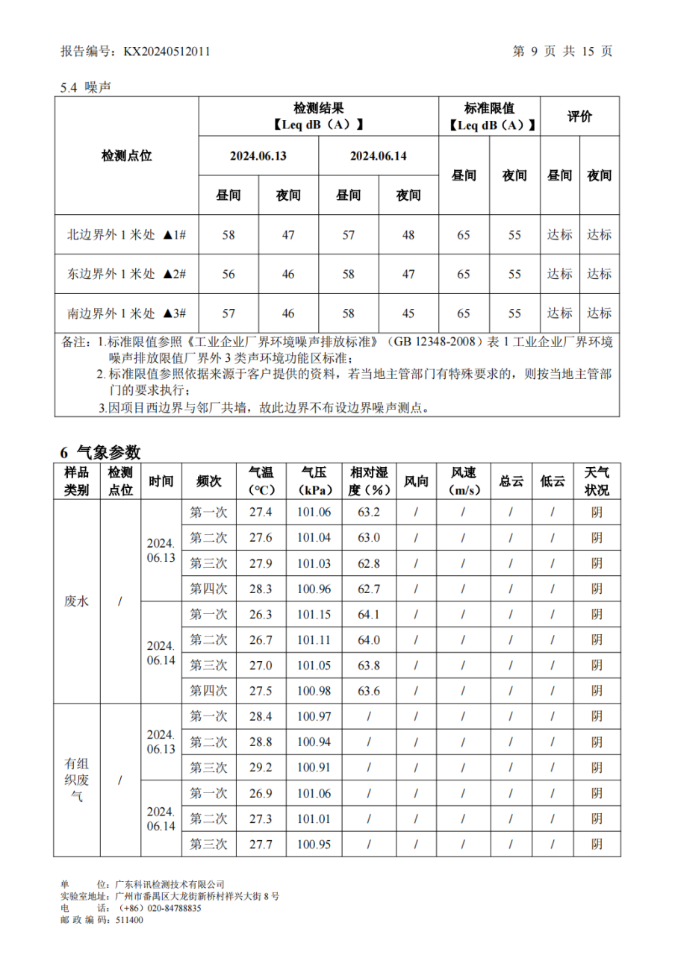 报告编号：KX20240512011 第 9 页 共 15 页
5.4 噪声
检测点位 检测结果【Leq dB（A）】 标准限值【Leq dB（A）】 评价
2024.06.13 2024.06.14 昼间 夜间 昼间 夜间
昼间 夜间 昼间 夜间
北边界外 1 米处 ▲1# 58 47 57 48 65 55 达标 达标
东边界外 1 米处 ▲2# 56 46 58 47 65 55 达标 达标
南边界外 1 米处 ▲3# 57 46 58 45 65 55 达标 达标
备注：1.标准限值参照《工业企业厂界环境噪声排放标准》（GB 12348-2008）表 1 工业企业厂界环境
噪声排放限值厂界外 3 类声环境功能区标准；
2. 标准限值参照依据来源于客户提供的资料，若当地主管部门有特殊要求的，则按当地主管部
门的要求执行；
3.因项目西边界与邻厂共墙，故此边界不布设边界噪声测点。
6 气象参数
样品类别 检测点位 时间 频次 气温（℃） 气压（kPa） 相对湿度（%） 风向 风速（m/s） 总云 低云 天气状况
废水 / 2024.06.13 第一次 27.4 101.06 63.2 / / / / 阴
第二次 27.6 101.04 63.0 / / / / 阴
第三次 27.9 101.03 62.8 / / / / 阴
第四次 28.3 100.96 62.7 / / / / 阴
2024.06.14 第一次 26.3 101.15 64.1 / / / / 阴
第二次 26.7 101.11 64.0 / / / / 阴
第三次 27.0 101.05 63.8 / / / / 阴
第四次 27.5 100.98 63.6 / / / / 阴
有组织废气 / 2024.06.13 第一次 28.4 100.97 / / / / / 阴
第二次 28.8 100.94 / / / / / 阴
第三次 29.2 100.91 / / / / / 阴
2024.06.14 第一次 26.9 101.06 / / / / / 阴
第二次 27.3 101.01 / / / / / 阴
第三次 27.7 100.95 / / / / / 阴
单 位：广东科讯检测技术有限公司
实验室地址：广州市番禺区大龙街新桥村祥兴大街 8 号
电 话：（+86）020-84788835
邮 政 编 码：511400